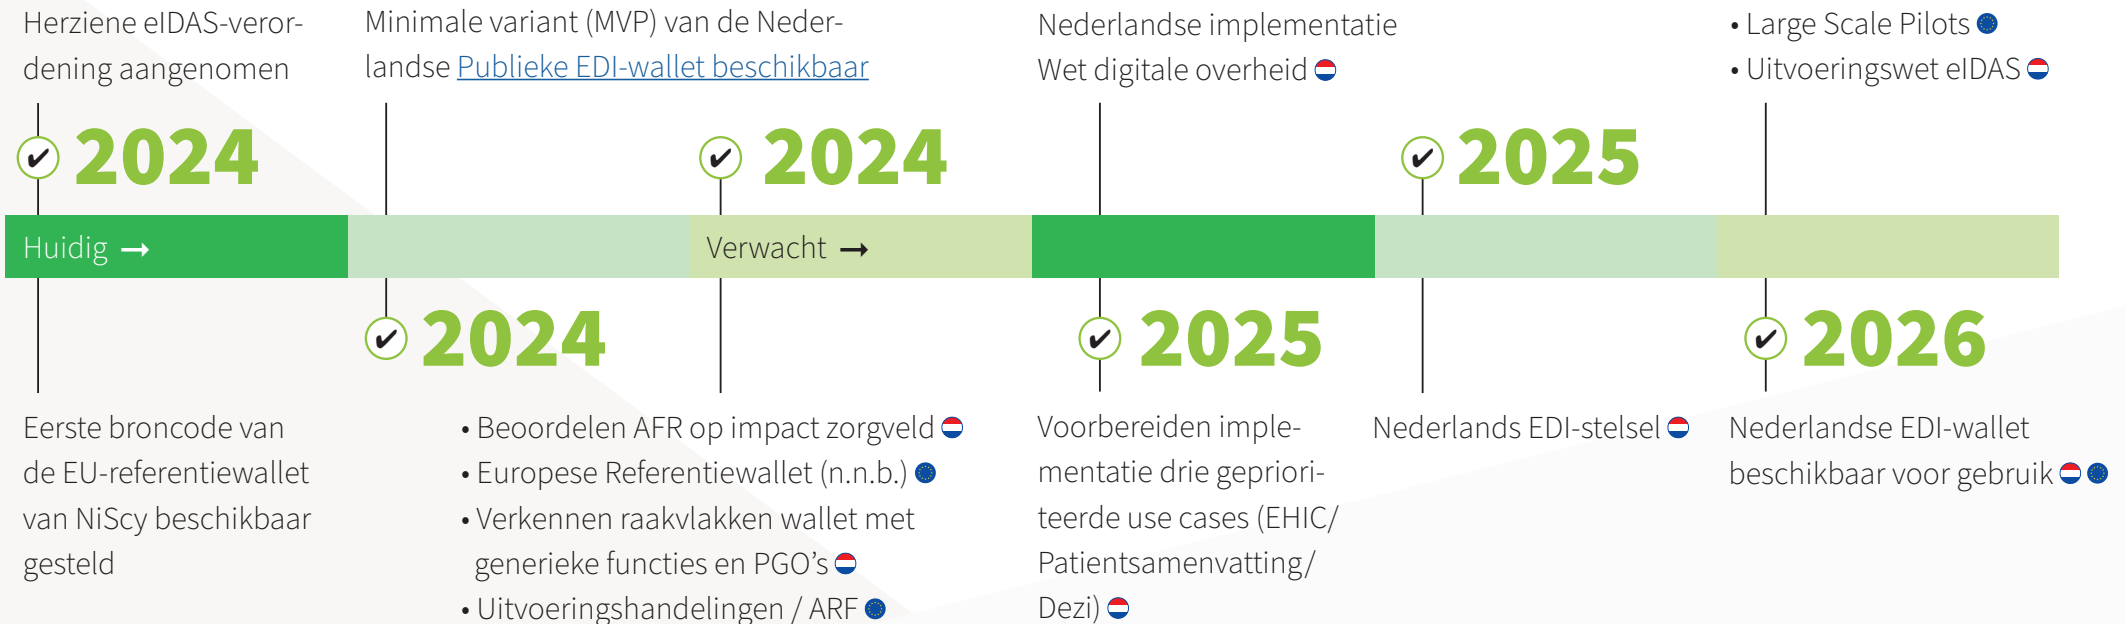 Herziene eIDAS-veror-
dening aangenomen
Minimale variant (MVP) van de Neder-
landse Publieke EDI-wallet beschikbaar
Nederlandse implementatie
Wet digitale overheid
• Large Scale Pilots
• Uitvoeringswet eIDAS
2024
2024
2025
Huidig →
Verwacht →
2024
2025
2026
Eerste broncode van
de EU-referentiewallet
van NiScy beschikbaar
gesteld
• Beoordelen AFR op impact zorgveld
• Europese Referentiewallet (n.n.b.)
• Verkennen raakvlakken wallet met
generieke functies en PGO's
• Uitvoeringshandelingen / ARF
Voorbereiden imple-
mentatie drie gepriori-
teerde use cases (EHIC/
Patientsamenvatting/
Dezi)
Nederlands EDI-stelsel
Nederlandse EDI-wallet
beschikbaar voor gebruik